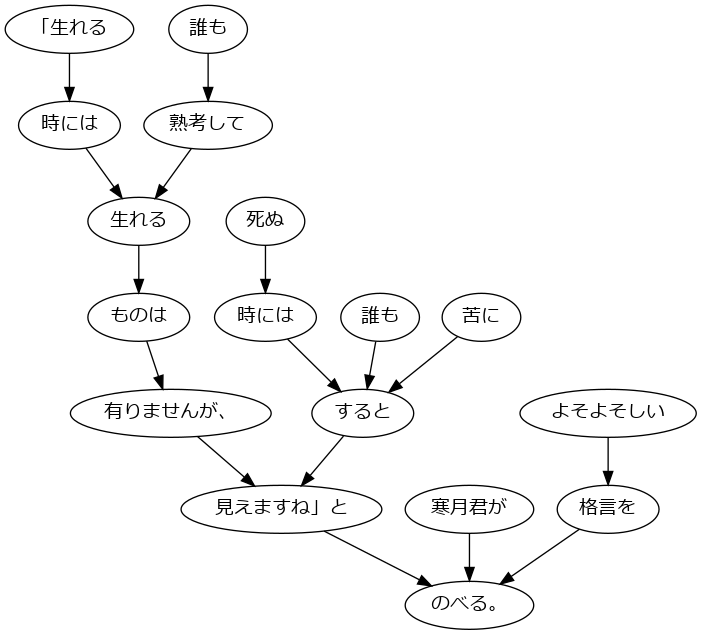 「生れる
誰も
時には
熟考して
生れる
死ぬ
ものは
時には
誰も
苦に
有りませんが、
すると
よそよそしい
見えますね」と
寒月君が
格言を
のべる。